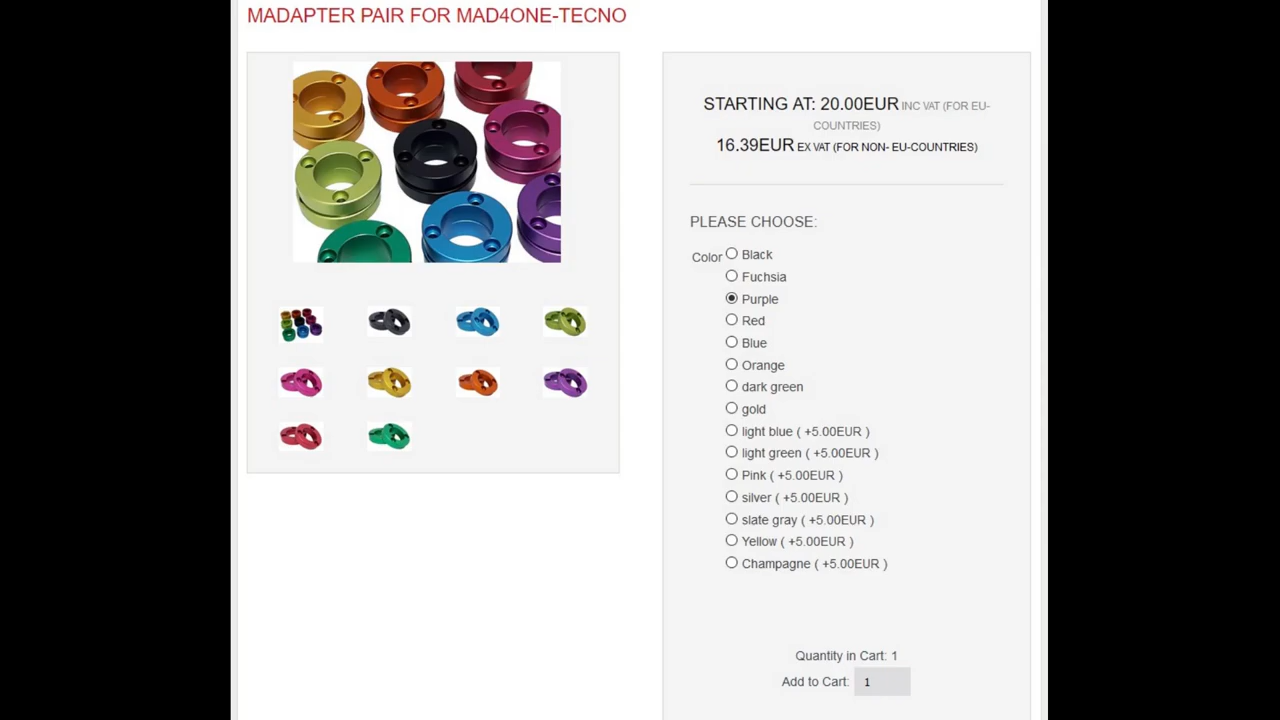 MADAPTER PAIR FOR MAD4ONE-TECNO
STARTING AT: 20.00EUR INC VAT (FOR EU-
COUNTRIES)
16.39EUR EX VAT (FOR NON- EU-COUNTRIES)
PLEASE CHOOSE:
Color
Black
Fuchsia
Purple
Red
Blue
Orange
dark green
gold
light blue ( +5.00EUR )
light green ( +5.00EUR )
Pink ( +5.00EUR )
silver ( +5.00EUR )
slate gray ( +5.00EUR )
Yellow ( +5.00EUR )
Champagne ( +5.00EUR )
Quantity in Cart: 1
Add to Cart: 1